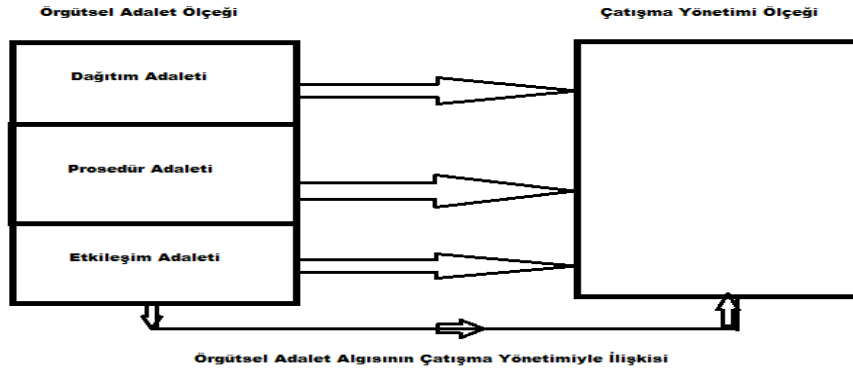 Örgütsel Adalet Ölçeği
Çatışma Yönetimi Ölçeği
Dağıtım Adaleti
Prosedür Adaleti
Etkileşim Adaleti
Örgütsel Adalet Algısının Çatışma Yönetimiyle İlişkisi